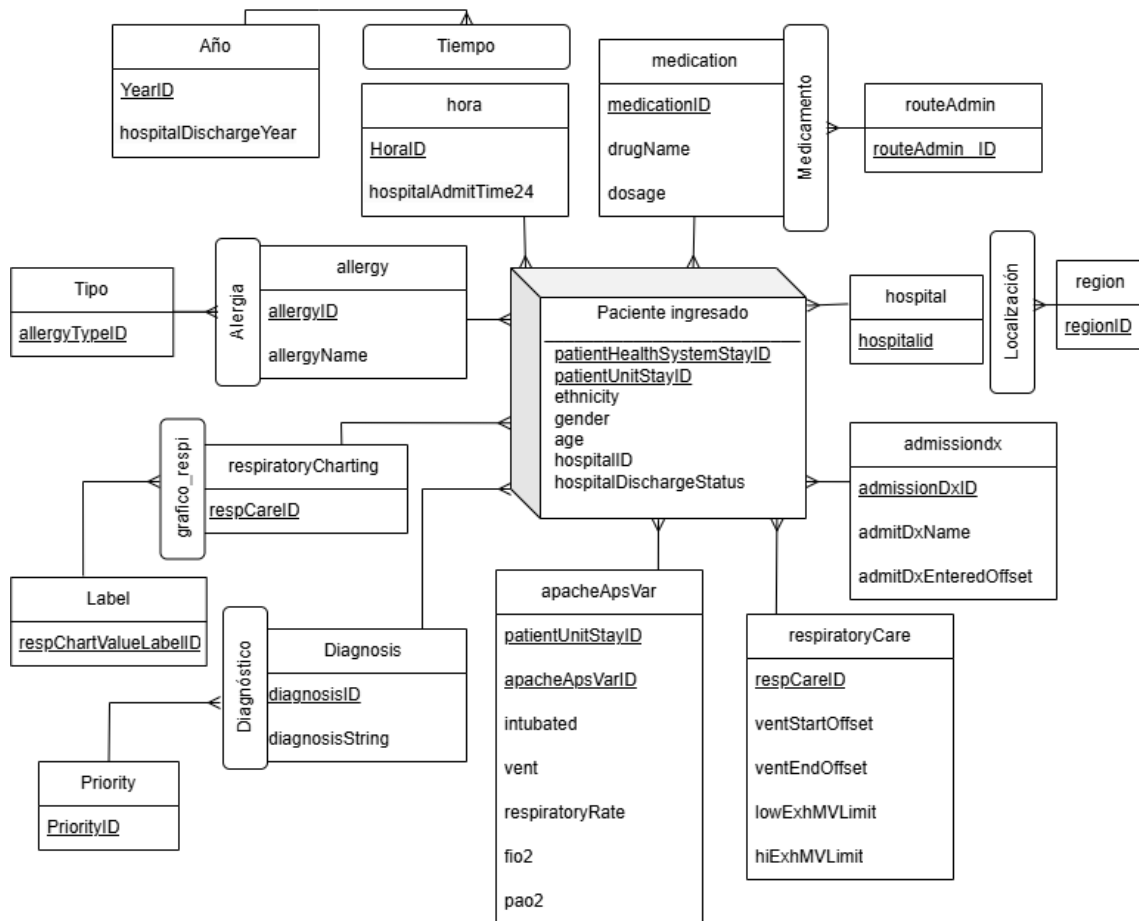 Año
YearID
hospitalDischargeYear
Tiempo
hora
HoraID
hospitalAdmitTime24
medication
medicationID
drugName
dosage
Medicamento
routeAdmin
routeAdmin_ID
Tipo
allergyTypeID
Alergia
allergy
allergyID
allergyName
Paciente ingresado
patientHealthSystemStayID
patientUnitStayID
ethnicity
gender
age
hospitalID
hospitalDischargeStatus
hospital
hospitalid
Localización
region
regionID
grafico_respi
respiratoryCharting
respCareID
Label
respChartValueLabelID
admissiondx
admissionDxID
admitDxName
admitDxEnteredOffset
Diagnóstico
Diagnosis
diagnosisID
diagnosisString
Priority
PriorityID
apacheApsVar
patientUnitStayID
apacheApsVarID
intubated
vent
respiratoryRate
fio2
pao2
respiratoryCare
respCareID
ventStartOffset
ventEndOffset
lowExhMVLimit
hiExhMVLimit